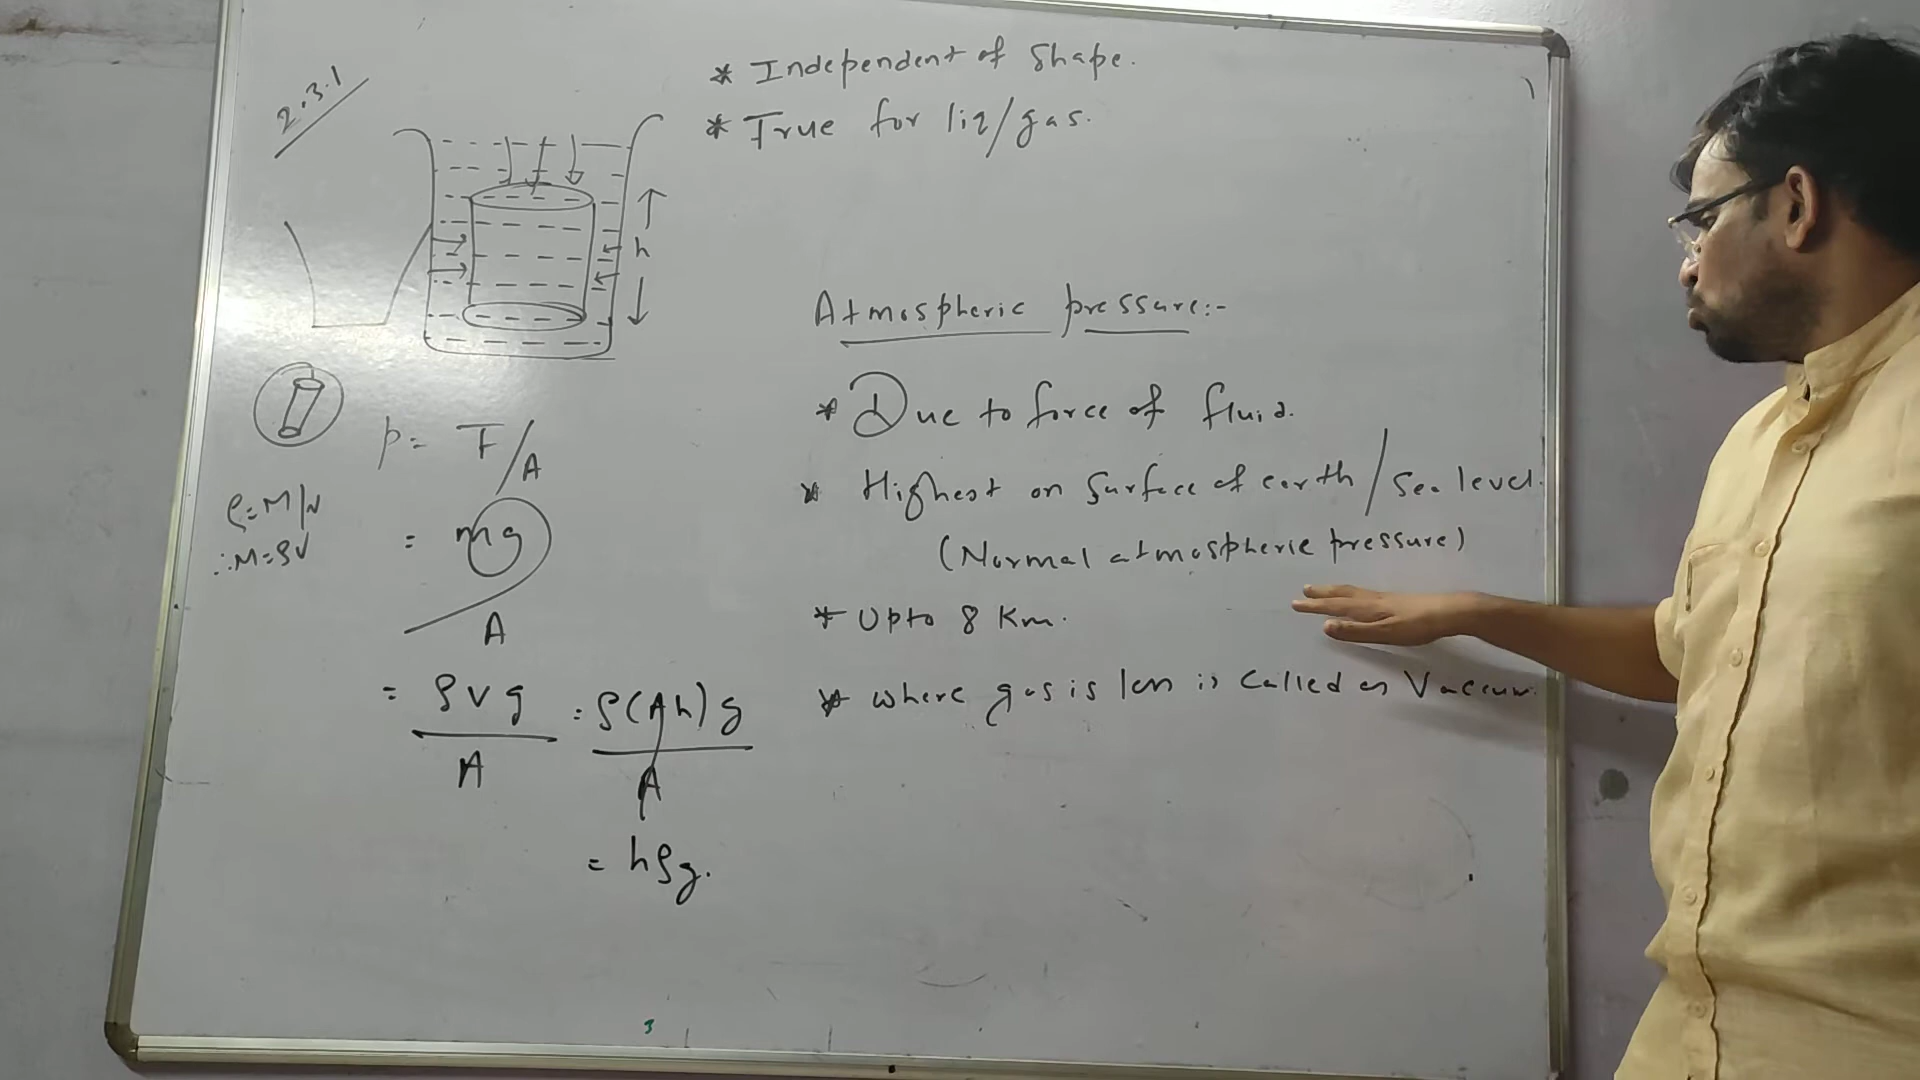 2.3.1
* Independent of Shape.
* True for liq/gas.
h
p = F/A
ρ=M/V
∴M=ρV
= mg
A
= ρVg
A
= ρ(Ah)g
A
= hρg.
Atmospheric pressure:-
* Due to force of fluid.
* Highest on Surface of earth / Sea level.
(Normal atmospheric pressure)
* Upto 8 Km.
* where gas is less is called as Vaccum.
3